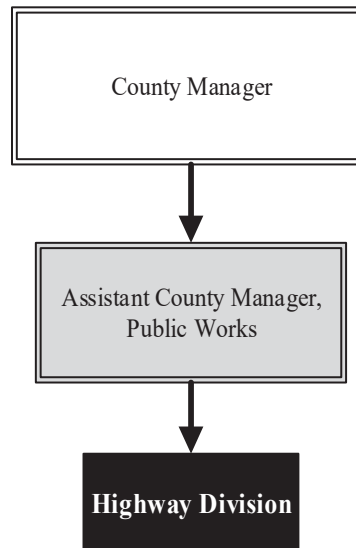 County Manager
Assistant County Manager,
Public Works
Highway Division